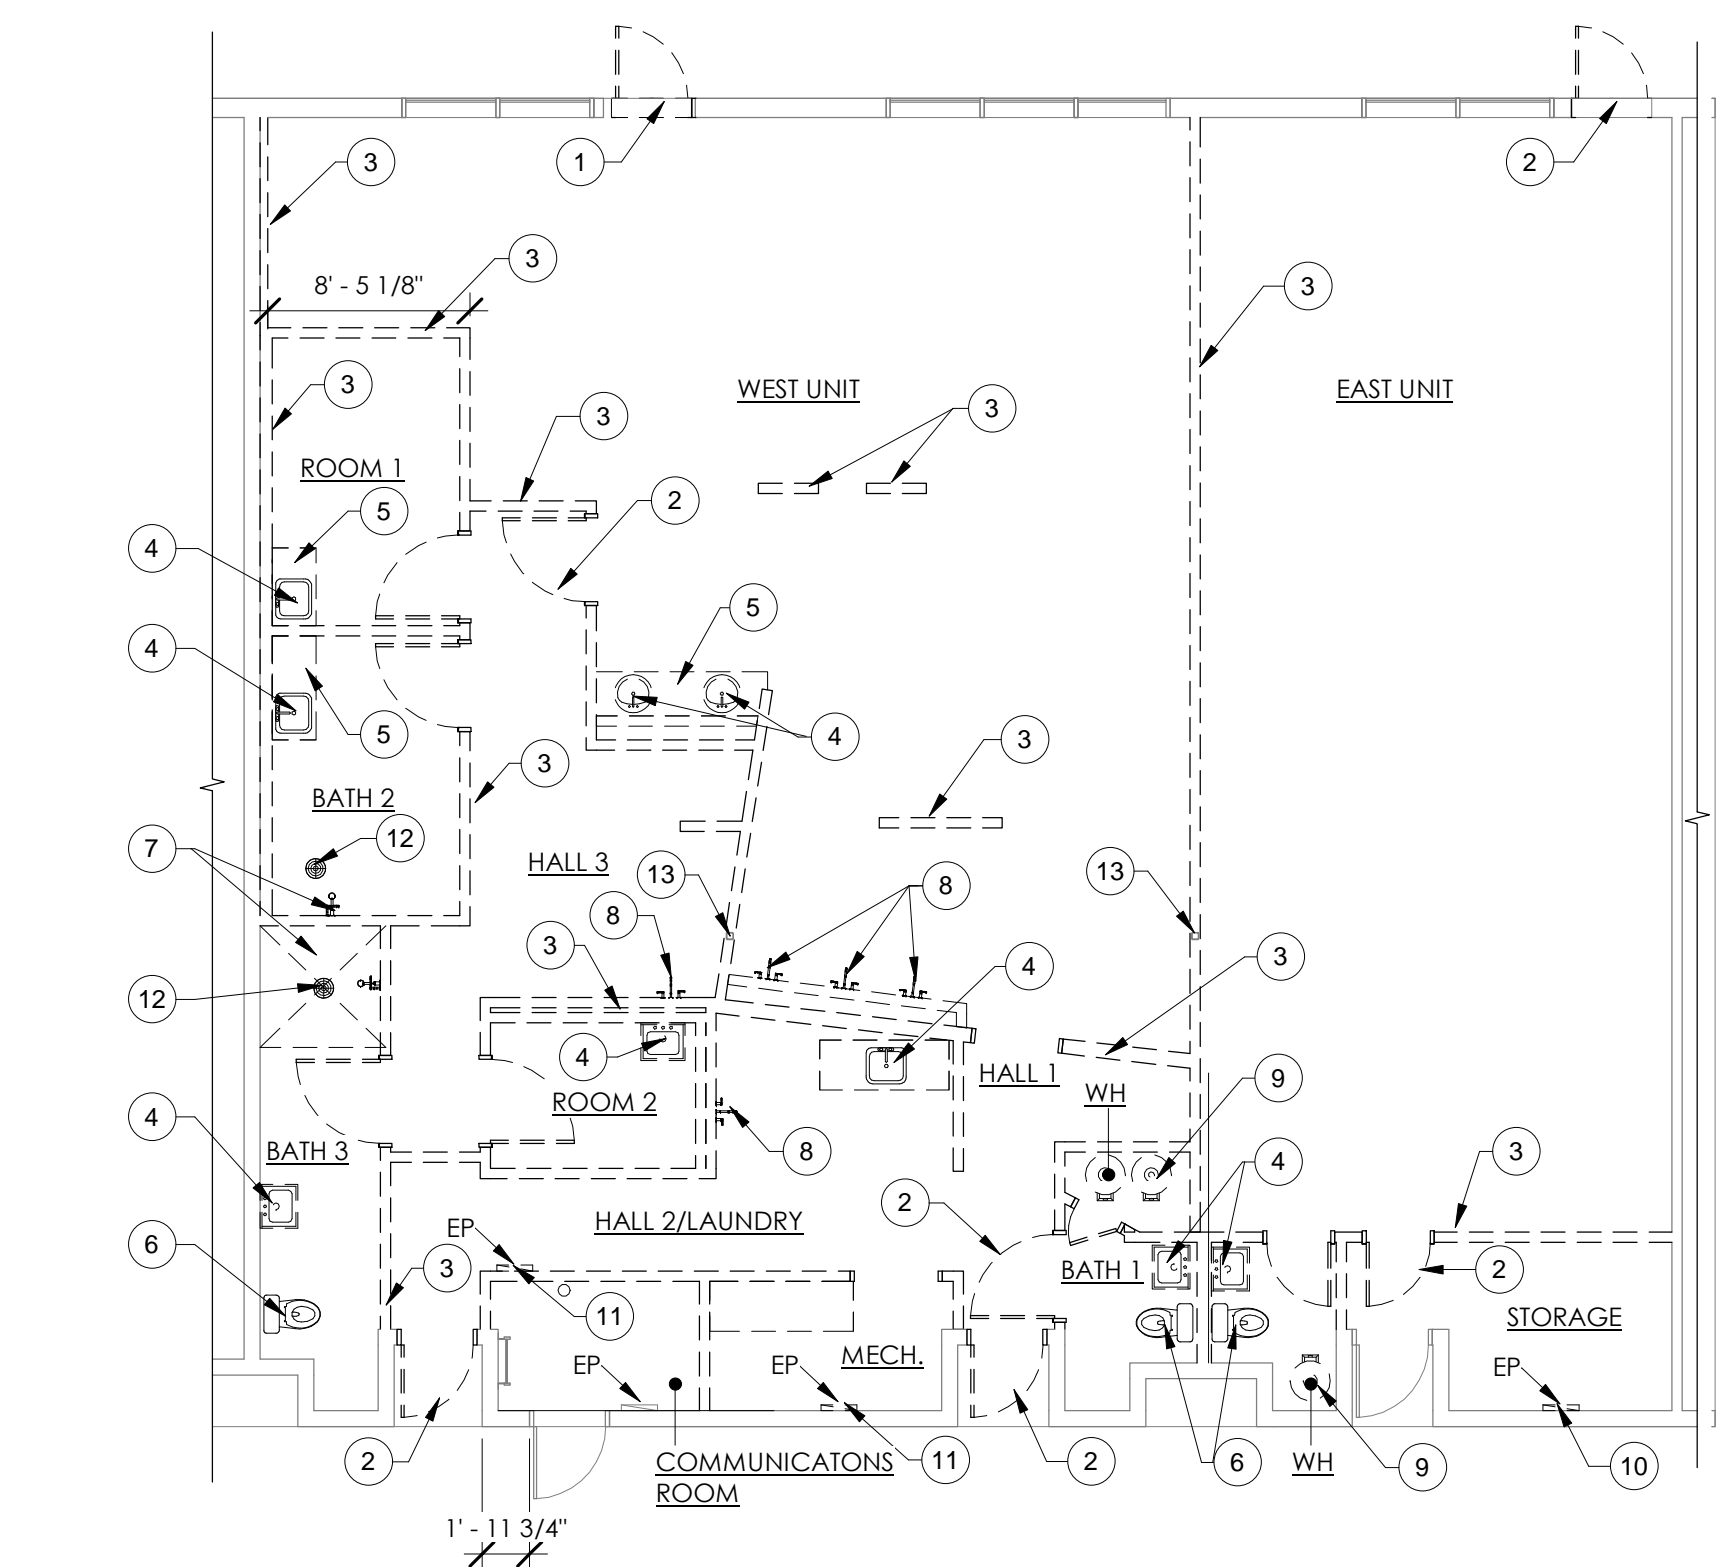 1
3
2
3
8' - 5 1/8"
3
3
WEST UNIT
EAST UNIT
3
3
ROOM 1
2
5
4
5
4
5
4
3
3
BATH 2
12
7
HALL 3
13
13
8
8
3
3
4
12
4
HALL 1
ROOM 2
WH
9
4
BATH 3
8
4
3
2
HALL 2/LAUNDRY
EP
6
3
BATH 1
2
11
STORAGE
MECH.
EP
EP
EP
2
COMMUNICATONS
ROOM
11
2
6
WH
9
10
1' - 11 3/4"